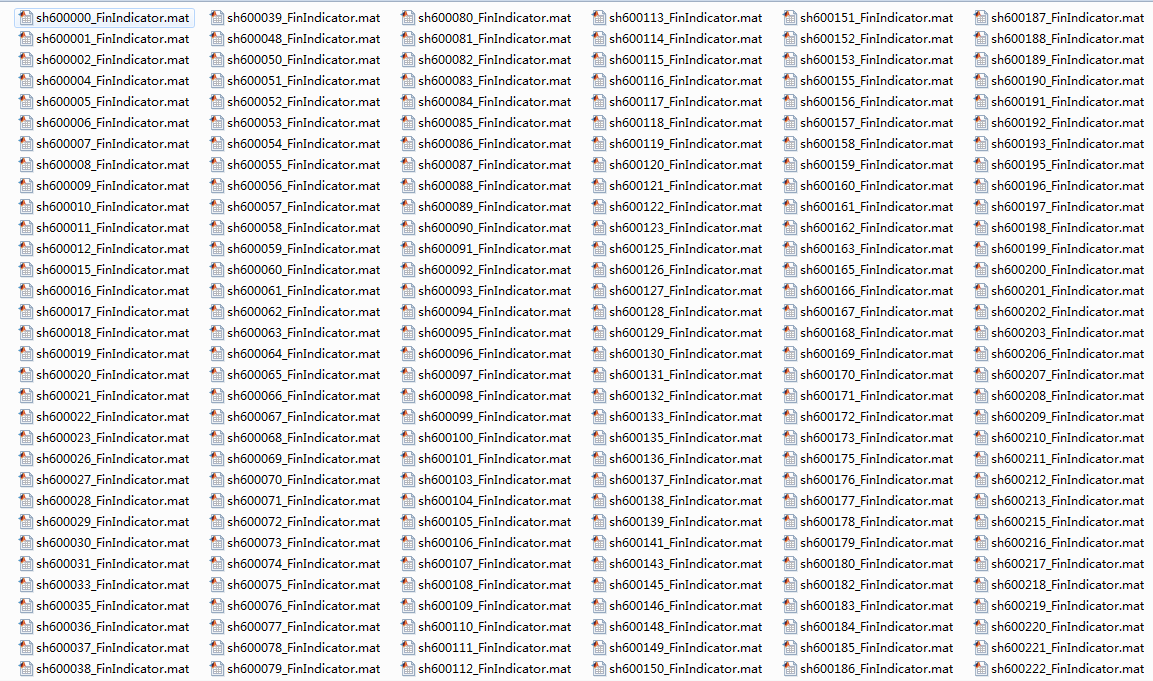 sh600000_FinIndicator.mat
sh600001_FinIndicator.mat
sh600002_FinIndicator.mat
sh600004_FinIndicator.mat
sh600005_FinIndicator.mat
sh600006_FinIndicator.mat
sh600007_FinIndicator.mat
sh600008_FinIndicator.mat
sh600009_FinIndicator.mat
sh600010_FinIndicator.mat
sh600011_FinIndicator.mat
sh600012_FinIndicator.mat
sh600015_FinIndicator.mat
sh600016_FinIndicator.mat
sh600017_FinIndicator.mat
sh600018_FinIndicator.mat
sh600019_FinIndicator.mat
sh600020_FinIndicator.mat
sh600021_FinIndicator.mat
sh600022_FinIndicator.mat
sh600023_FinIndicator.mat
sh600026_FinIndicator.mat
sh600027_FinIndicator.mat
sh600028_FinIndicator.mat
sh600029_FinIndicator.mat
sh600030_FinIndicator.mat
sh600031_FinIndicator.mat
sh600033_FinIndicator.mat
sh600035_FinIndicator.mat
sh600036_FinIndicator.mat
sh600037_FinIndicator.mat
sh600038_FinIndicator.mat
sh600039_FinIndicator.mat
sh600048_FinIndicator.mat
sh600050_FinIndicator.mat
sh600051_FinIndicator.mat
sh600052_FinIndicator.mat
sh600053_FinIndicator.mat
sh600054_FinIndicator.mat
sh600055_FinIndicator.mat
sh600056_FinIndicator.mat
sh600057_FinIndicator.mat
sh600058_FinIndicator.mat
sh600059_FinIndicator.mat
sh600060_FinIndicator.mat
sh600061_FinIndicator.mat
sh600062_FinIndicator.mat
sh600063_FinIndicator.mat
sh600064_FinIndicator.mat
sh600065_FinIndicator.mat
sh600066_FinIndicator.mat
sh600067_FinIndicator.mat
sh600068_FinIndicator.mat
sh600069_FinIndicator.mat
sh600070_FinIndicator.mat
sh600071_FinIndicator.mat
sh600072_FinIndicator.mat
sh600073_FinIndicator.mat
sh600074_FinIndicator.mat
sh600075_FinIndicator.mat
sh600076_FinIndicator.mat
sh600077_FinIndicator.mat
sh600078_FinIndicator.mat
sh600079_FinIndicator.mat
sh600080_FinIndicator.mat
sh600081_FinIndicator.mat
sh600082_FinIndicator.mat
sh600083_FinIndicator.mat
sh600084_FinIndicator.mat
sh600085_FinIndicator.mat
sh600086_FinIndicator.mat
sh600087_FinIndicator.mat
sh600088_FinIndicator.mat
sh600089_FinIndicator.mat
sh600090_FinIndicator.mat
sh600091_FinIndicator.mat
sh600092_FinIndicator.mat
sh600093_FinIndicator.mat
sh600094_FinIndicator.mat
sh600095_FinIndicator.mat
sh600096_FinIndicator.mat
sh600097_FinIndicator.mat
sh600098_FinIndicator.mat
sh600099_FinIndicator.mat
sh600100_FinIndicator.mat
sh600101_FinIndicator.mat
sh600103_FinIndicator.mat
sh600104_FinIndicator.mat
sh600105_FinIndicator.mat
sh600106_FinIndicator.mat
sh600107_FinIndicator.mat
sh600108_FinIndicator.mat
sh600109_FinIndicator.mat
sh600110_FinIndicator.mat
sh600111_FinIndicator.mat
sh600112_FinIndicator.mat
sh600113_FinIndicator.mat
sh600114_FinIndicator.mat
sh600115_FinIndicator.mat
sh600116_FinIndicator.mat
sh600117_FinIndicator.mat
sh600118_FinIndicator.mat
sh600119_FinIndicator.mat
sh600120_FinIndicator.mat
sh600121_FinIndicator.mat
sh600122_FinIndicator.mat
sh600123_FinIndicator.mat
sh600125_FinIndicator.mat
sh600126_FinIndicator.mat
sh600127_FinIndicator.mat
sh600128_FinIndicator.mat
sh600129_FinIndicator.mat
sh600130_FinIndicator.mat
sh600131_FinIndicator.mat
sh600132_FinIndicator.mat
sh600133_FinIndicator.mat
sh600135_FinIndicator.mat
sh600136_FinIndicator.mat
sh600137_FinIndicator.mat
sh600138_FinIndicator.mat
sh600139_FinIndicator.mat
sh600141_FinIndicator.mat
sh600143_FinIndicator.mat
sh600145_FinIndicator.mat
sh600146_FinIndicator.mat
sh600148_FinIndicator.mat
sh600149_FinIndicator.mat
sh600150_FinIndicator.mat
sh600151_FinIndicator.mat
sh600152_FinIndicator.mat
sh600153_FinIndicator.mat
sh600155_FinIndicator.mat
sh600156_FinIndicator.mat
sh600157_FinIndicator.mat
sh600158_FinIndicator.mat
sh600159_FinIndicator.mat
sh600160_FinIndicator.mat
sh600161_FinIndicator.mat
sh600162_FinIndicator.mat
sh600163_FinIndicator.mat
sh600165_FinIndicator.mat
sh600166_FinIndicator.mat
sh600167_FinIndicator.mat
sh600168_FinIndicator.mat
sh600169_FinIndicator.mat
sh600170_FinIndicator.mat
sh600171_FinIndicator.mat
sh600172_FinIndicator.mat
sh600173_FinIndicator.mat
sh600175_FinIndicator.mat
sh600176_FinIndicator.mat
sh600177_FinIndicator.mat
sh600178_FinIndicator.mat
sh600179_FinIndicator.mat
sh600180_FinIndicator.mat
sh600182_FinIndicator.mat
sh600183_FinIndicator.mat
sh600184_FinIndicator.mat
sh600185_FinIndicator.mat
sh600186_FinIndicator.mat
sh600187_FinIndicator.mat
sh600188_FinIndicator.mat
sh600189_FinIndicator.mat
sh600190_FinIndicator.mat
sh600191_FinIndicator.mat
sh600192_FinIndicator.mat
sh600193_FinIndicator.mat
sh600195_FinIndicator.mat
sh600196_FinIndicator.mat
sh600197_FinIndicator.mat
sh600198_FinIndicator.mat
sh600199_FinIndicator.mat
sh600200_FinIndicator.mat
sh600201_FinIndicator.mat
sh600202_FinIndicator.mat
sh600203_FinIndicator.mat
sh600206_FinIndicator.mat
sh600207_FinIndicator.mat
sh600208_FinIndicator.mat
sh600209_FinIndicator.mat
sh600210_FinIndicator.mat
sh600211_FinIndicator.mat
sh600212_FinIndicator.mat
sh600213_FinIndicator.mat
sh600215_FinIndicator.mat
sh600216_FinIndicator.mat
sh600217_FinIndicator.mat
sh600218_FinIndicator.mat
sh600219_FinIndicator.mat
sh600220_FinIndicator.mat
sh600221_FinIndicator.mat
sh600222_FinIndicator.mat